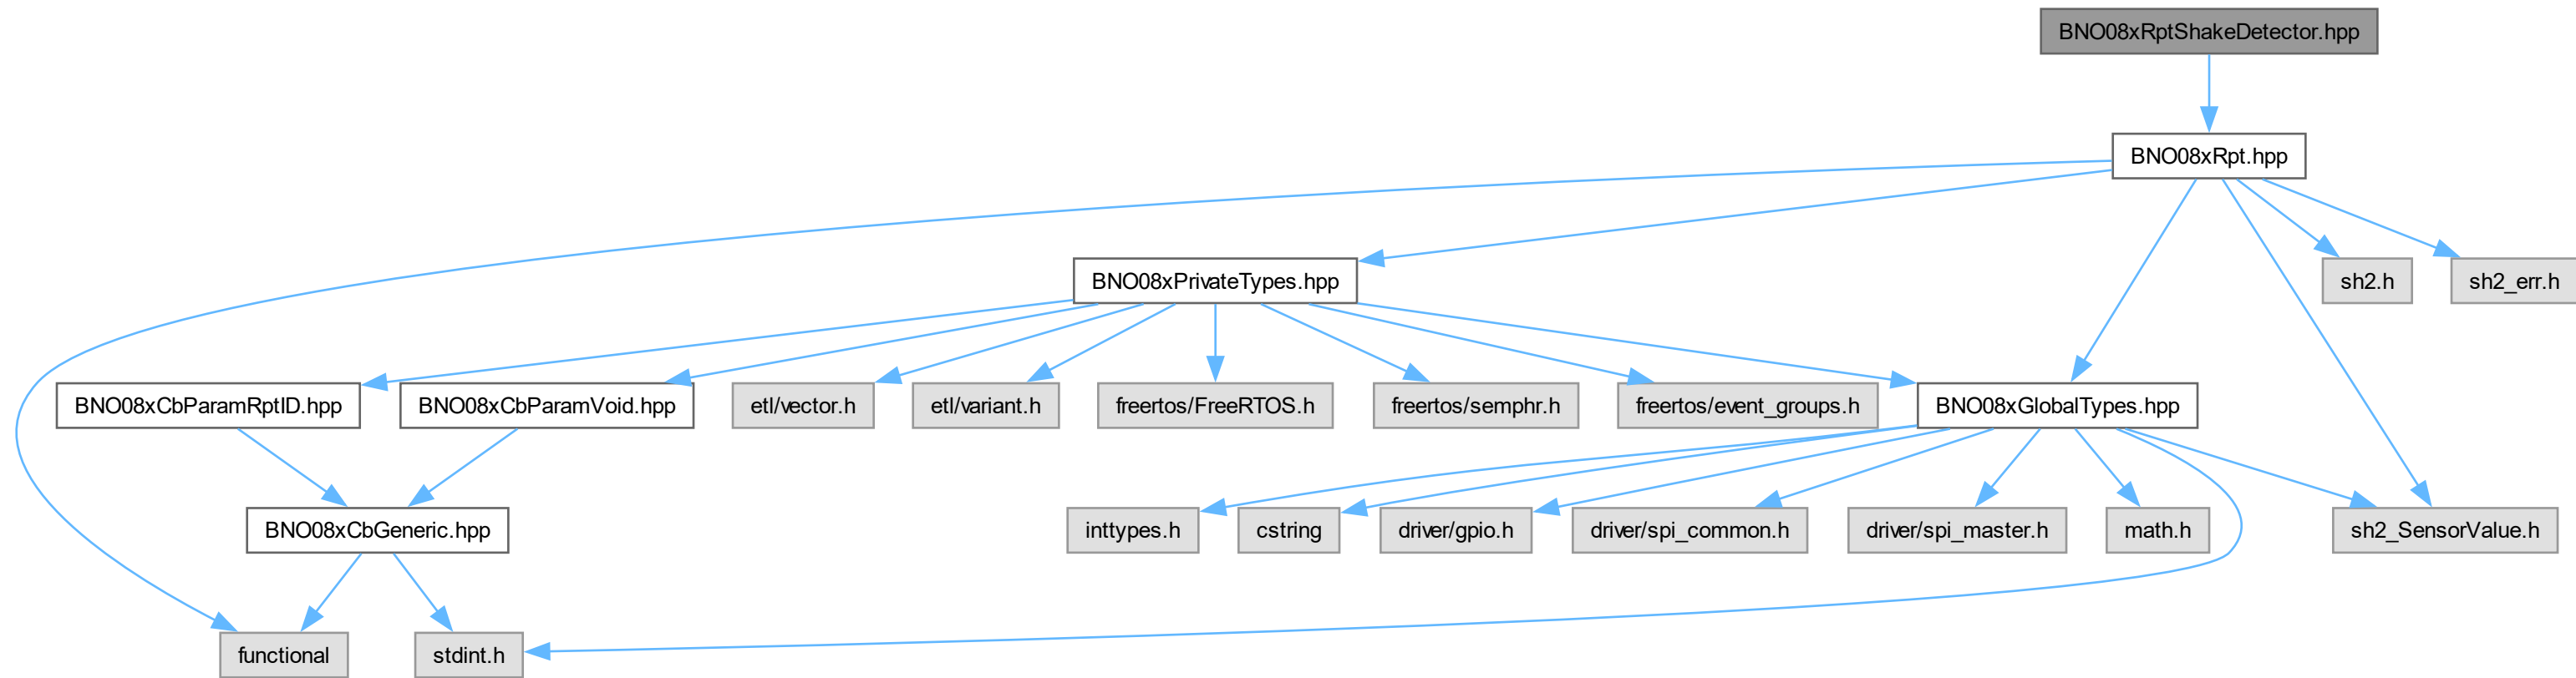 BNO08xRptShakeDetector.hpp
BNO08xRpt.hpp
BNO08xPrivateTypes.hpp
sh2.h
sh2_err.h
BNO08xCbParamRptID.hpp
BNO08xCbParamVoid.hpp
etl/vector.h
etl/variant.h
freertos/FreeRTOS.h
freertos/semphr.h
freertos/event_groups.h
BNO08xGlobalTypes.hpp
BNO08xCbGeneric.hpp
inttypes.h
cstring
driver/gpio.h
driver/spi_common.h
driver/spi_master.h
math.h
sh2_SensorValue.h
functional
stdint.h